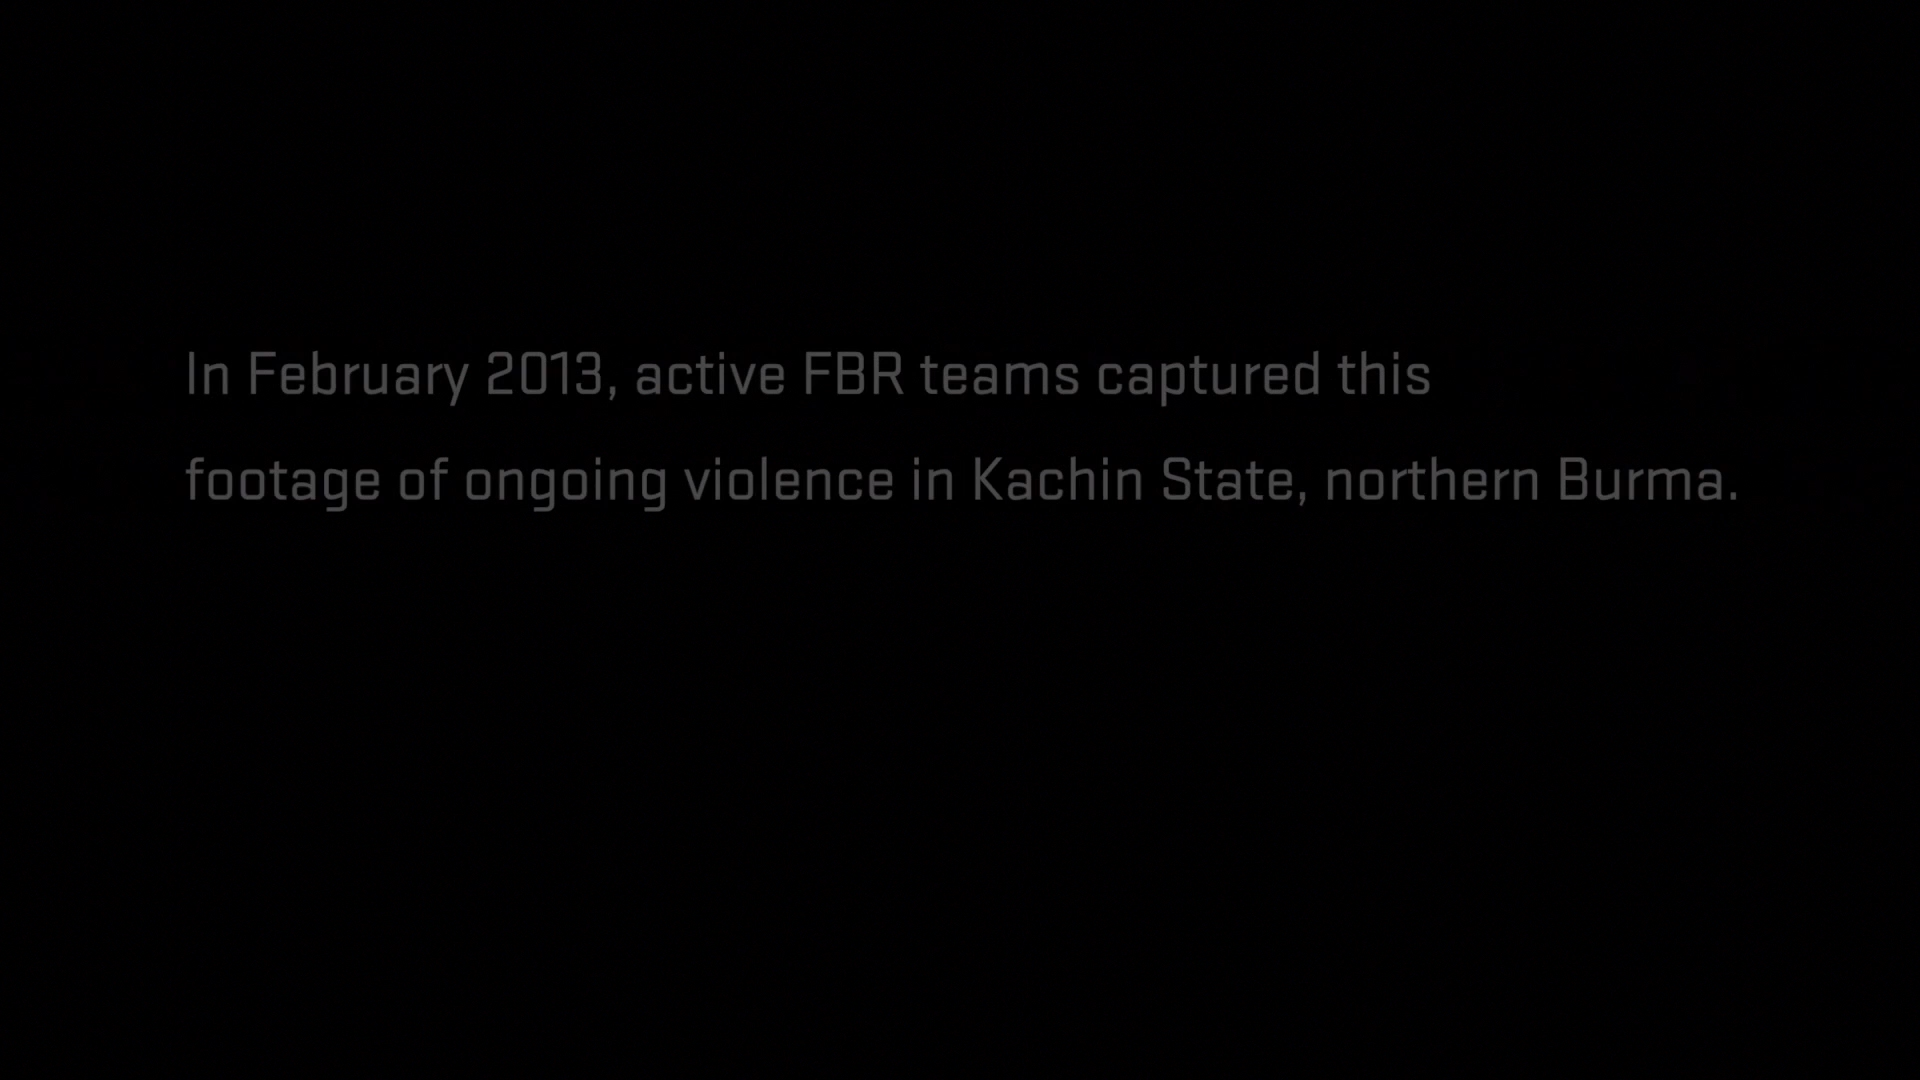 In February 2013, active FBR teams captured this
footage of ongoing violence in Kachin State, northern Burma.